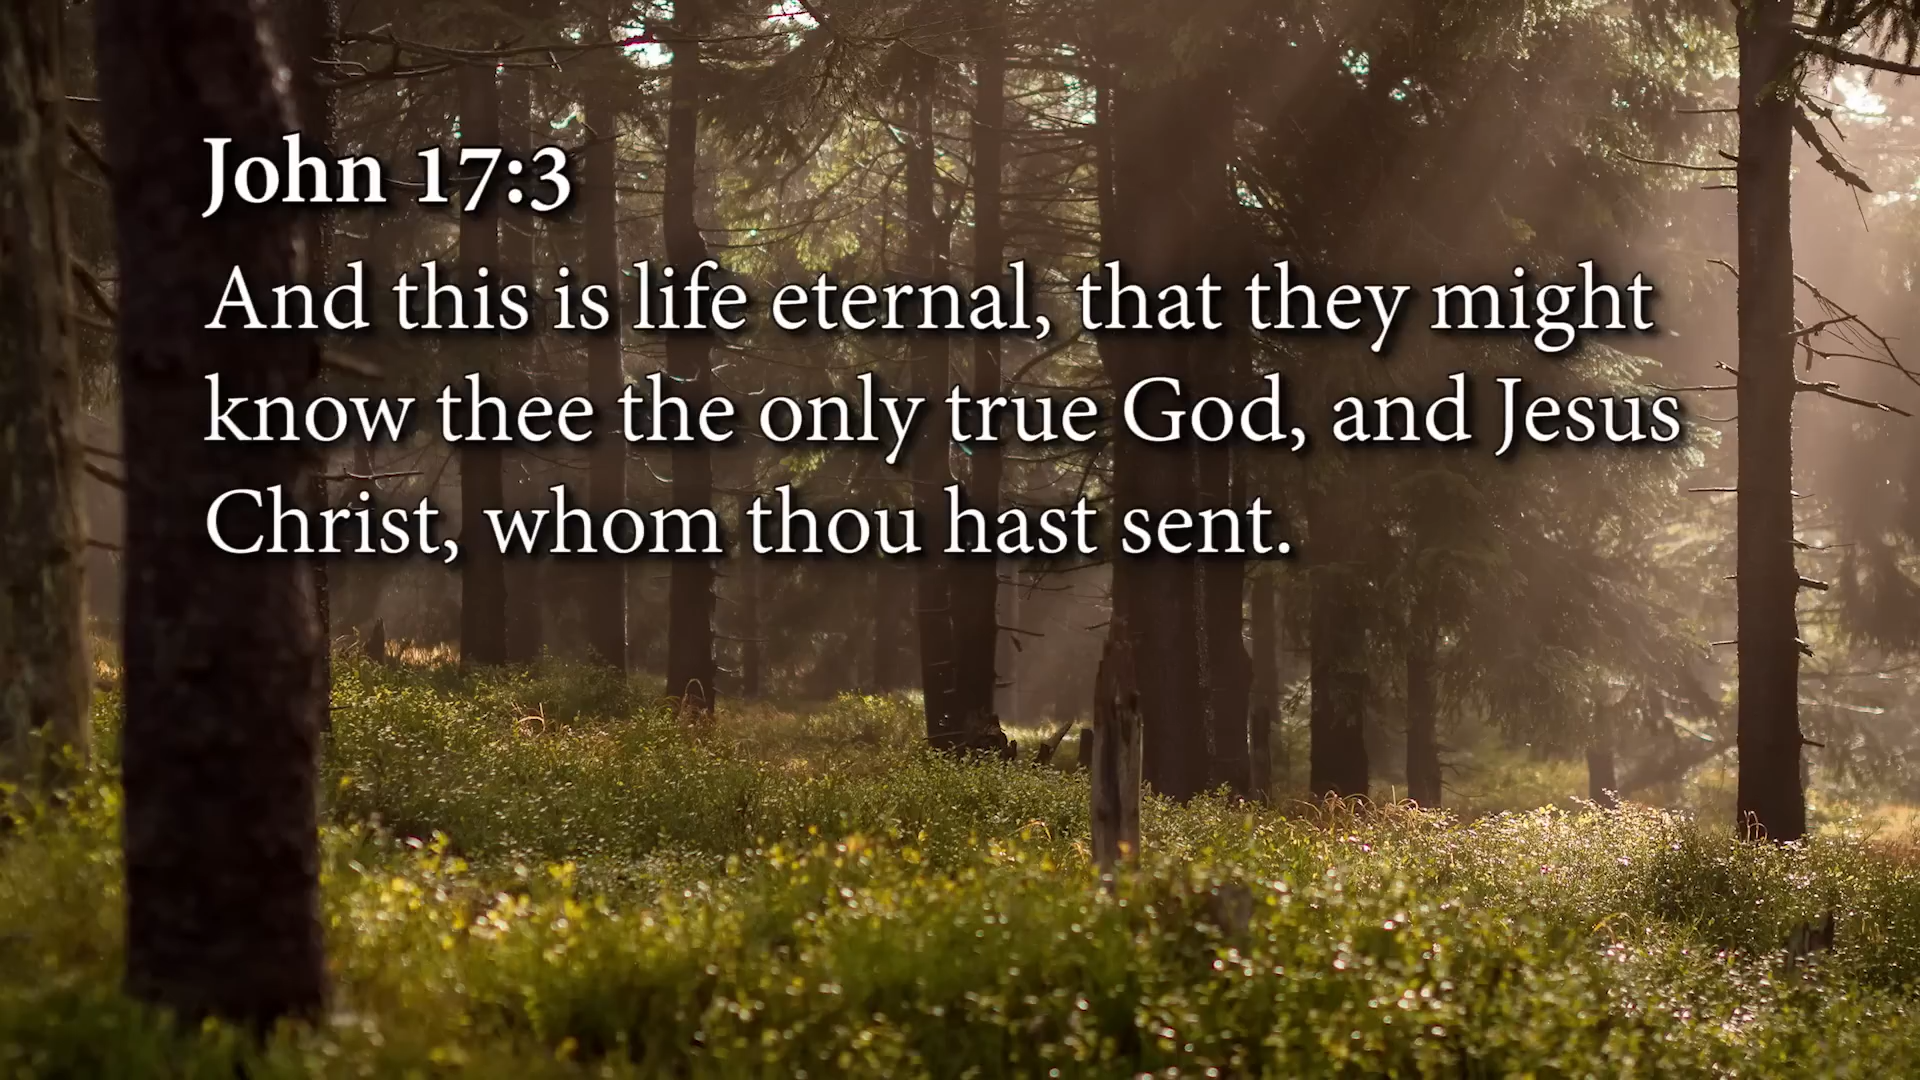 John 17:3
And this is life eternal, that they might
know thee the only true God, and Jesus
Christ, whom thou hast sent.